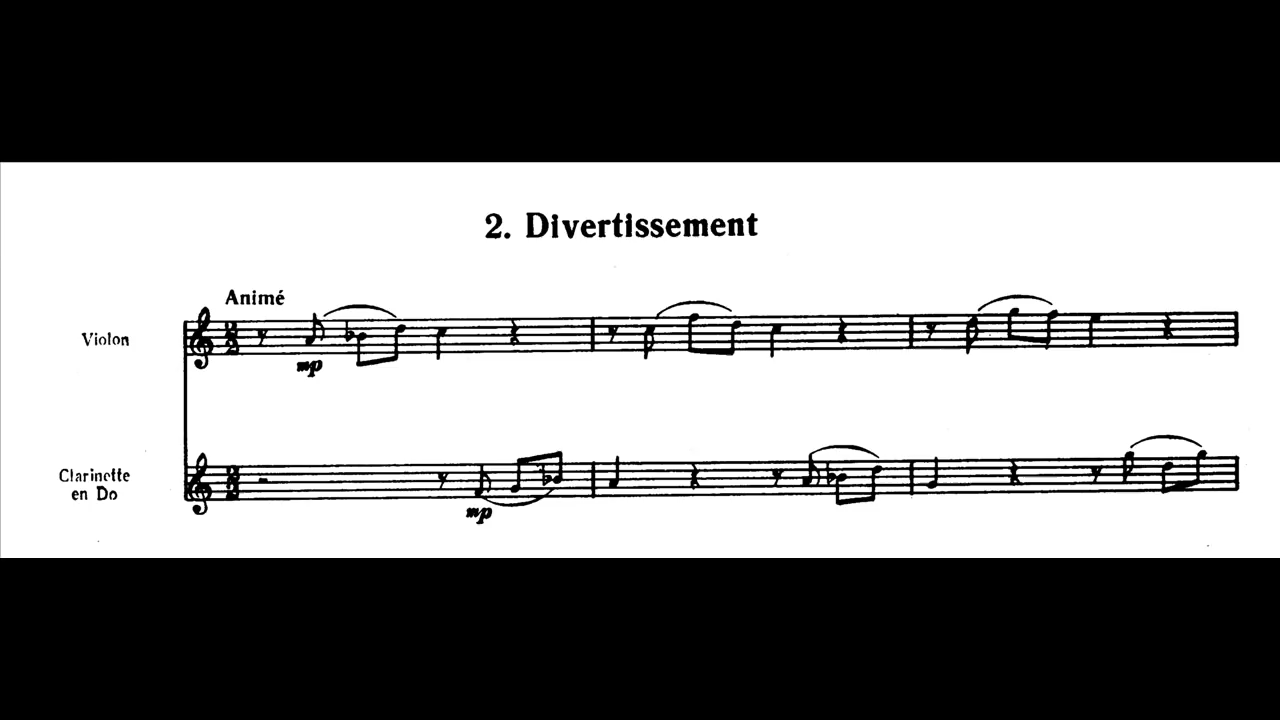 2. Divertissement
Animé
Violon
mp
Clarinette
en Do
mp